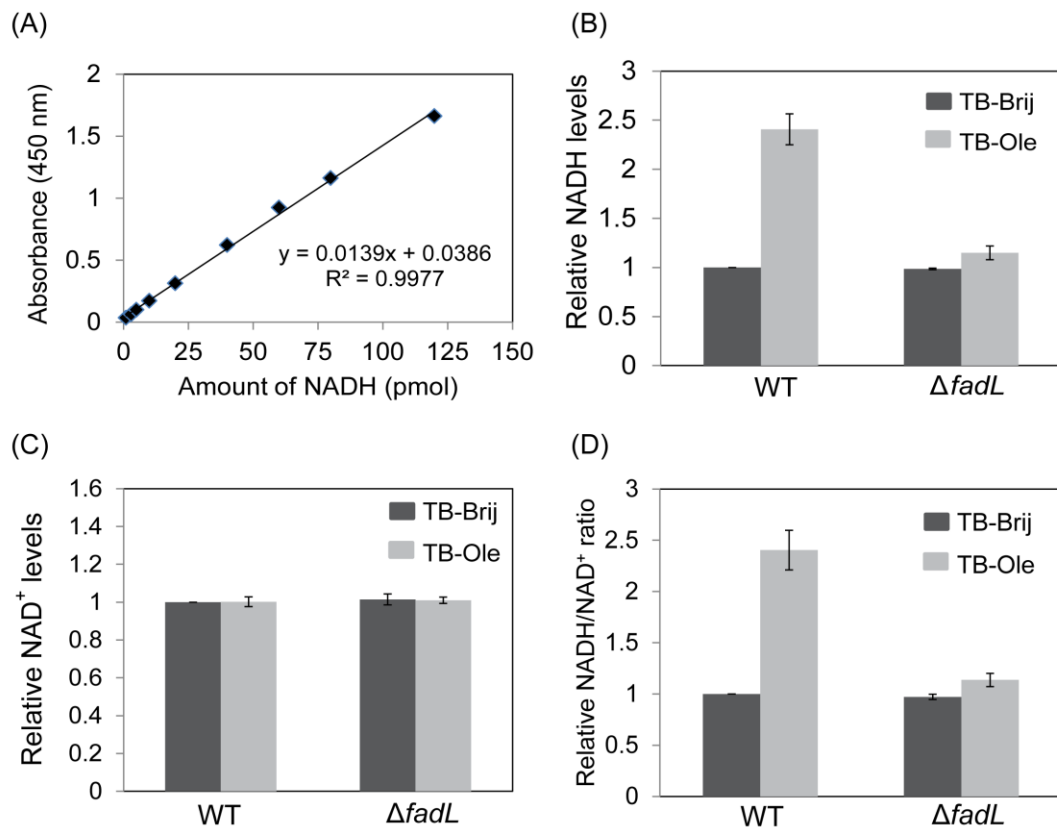 (A)
Absorbance (450 nm)
2
1.5
1
0.5
0
y = 0.0139x + 0.0386
R² = 0.9977
0 25 50 75 100 125 150
Amount of NADH (pmol)
(B)
Relative NADH levels
3
2.5
2
1.5
1
0.5
0
TB-Brij
TB-Ole
WT ΔfadL
(C)
Relative NAD⁺ levels
1.6
1.4
1.2
1
0.8
0.6
0.4
0.2
0
TB-Brij
TB-Ole
WT ΔfadL
(D)
Relative NADH/NAD⁺ ratio
3
2.5
2
1.5
1
0.5
0
TB-Brij
TB-Ole
WT ΔfadL